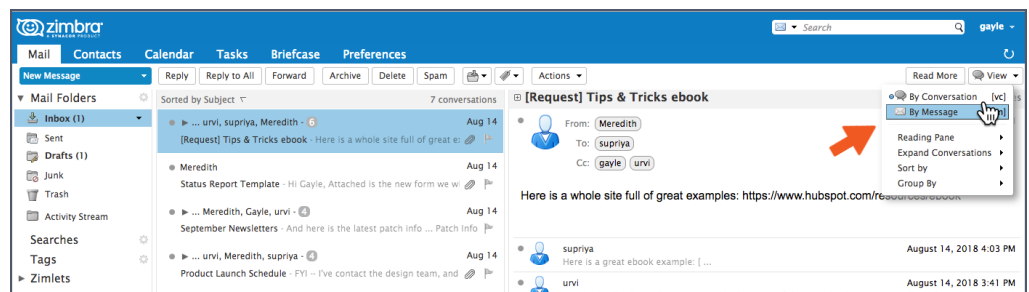 zimbra
A SYNACOR PRODUCT
Search
gayle
Mail Contacts Calendar Tasks Briefcase Preferences
New Message
Reply Reply to All Forward Archive Delete Spam Actions Read More View
Mail Folders
Inbox (1)
Sent
Drafts (1)
Junk
Trash
Activity Stream
Searches
Tags
Zimlets
Sorted by Subject 7 conversations
... urvi, supriya, Meredith - 6 Aug 14
[Request] Tips & Tricks ebook - Here is a whole site full of great e
Meredith Aug 14
Status Report Template - Hi Gayle, Attached is the new form we w
... Meredith, Gayle, urvi - 4 Aug 14
September Newsletters - And here is the latest patch info ... Patch Info
... urvi, Meredith, supriya - 4 Aug 14
Product Launch Schedule - FYI -- I've contact the design team, and
[Request] Tips & Tricks ebook
From: Meredith
To: supriya
Cc: gayle urvi
Here is a whole site full of great examples: https://www.hubspot.com/resources#ebook
supriya August 14, 2018 4:03 PM
Here is a great ebook example: [ ...
urvi August 14, 2018 3:41 PM
By Conversation [vc]
By Message
Reading Pane
Expand Conversations
Sort by
Group By